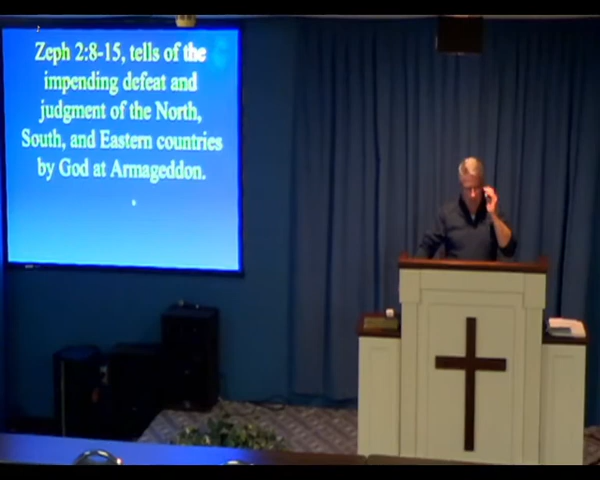 Zeph 2:8-15, tells of the
impending defeat and
judgment of the North,
South, and Eastern countries
by God at Armageddon.